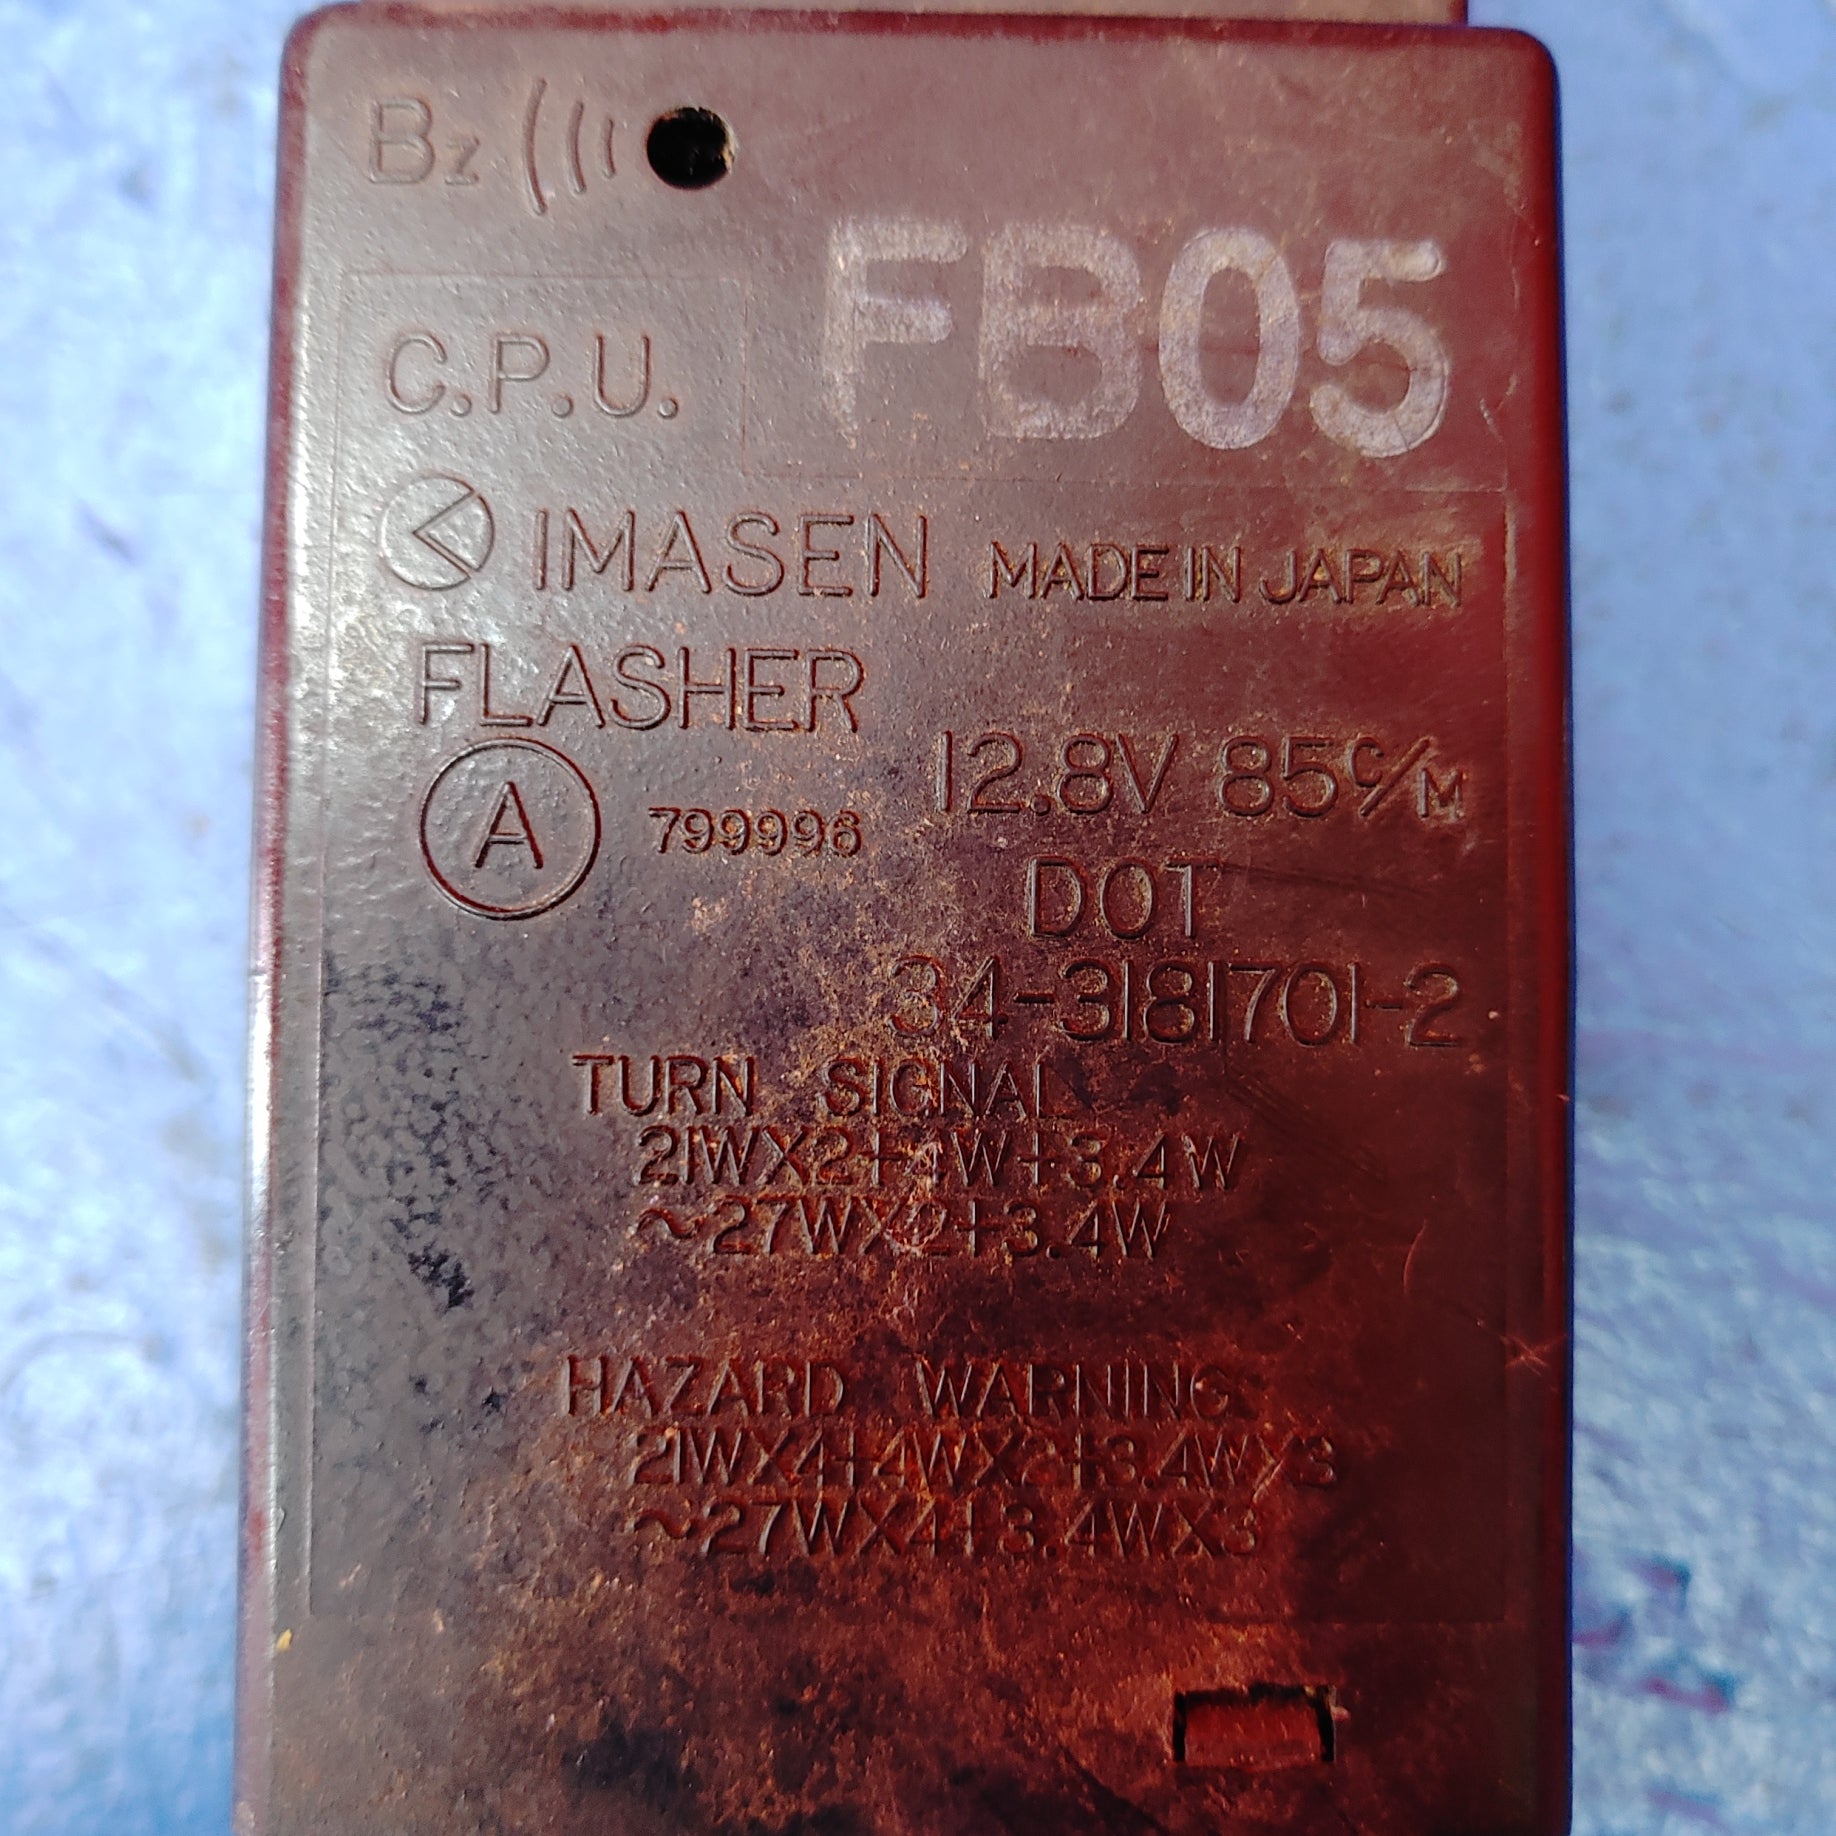 Bz
FB05
C.P.U.
IMASEN MADE IN JAPAN
FLASHER
12.8V 85C/M
A 799996
DOT
34-3181701-2
TURN SIGNAL
21WX2+4W+3.4W
~27WX2+3.4W
HAZARD WARNING
21WX4+4WX2+3.4WX3
~27WX4+3.4WX3